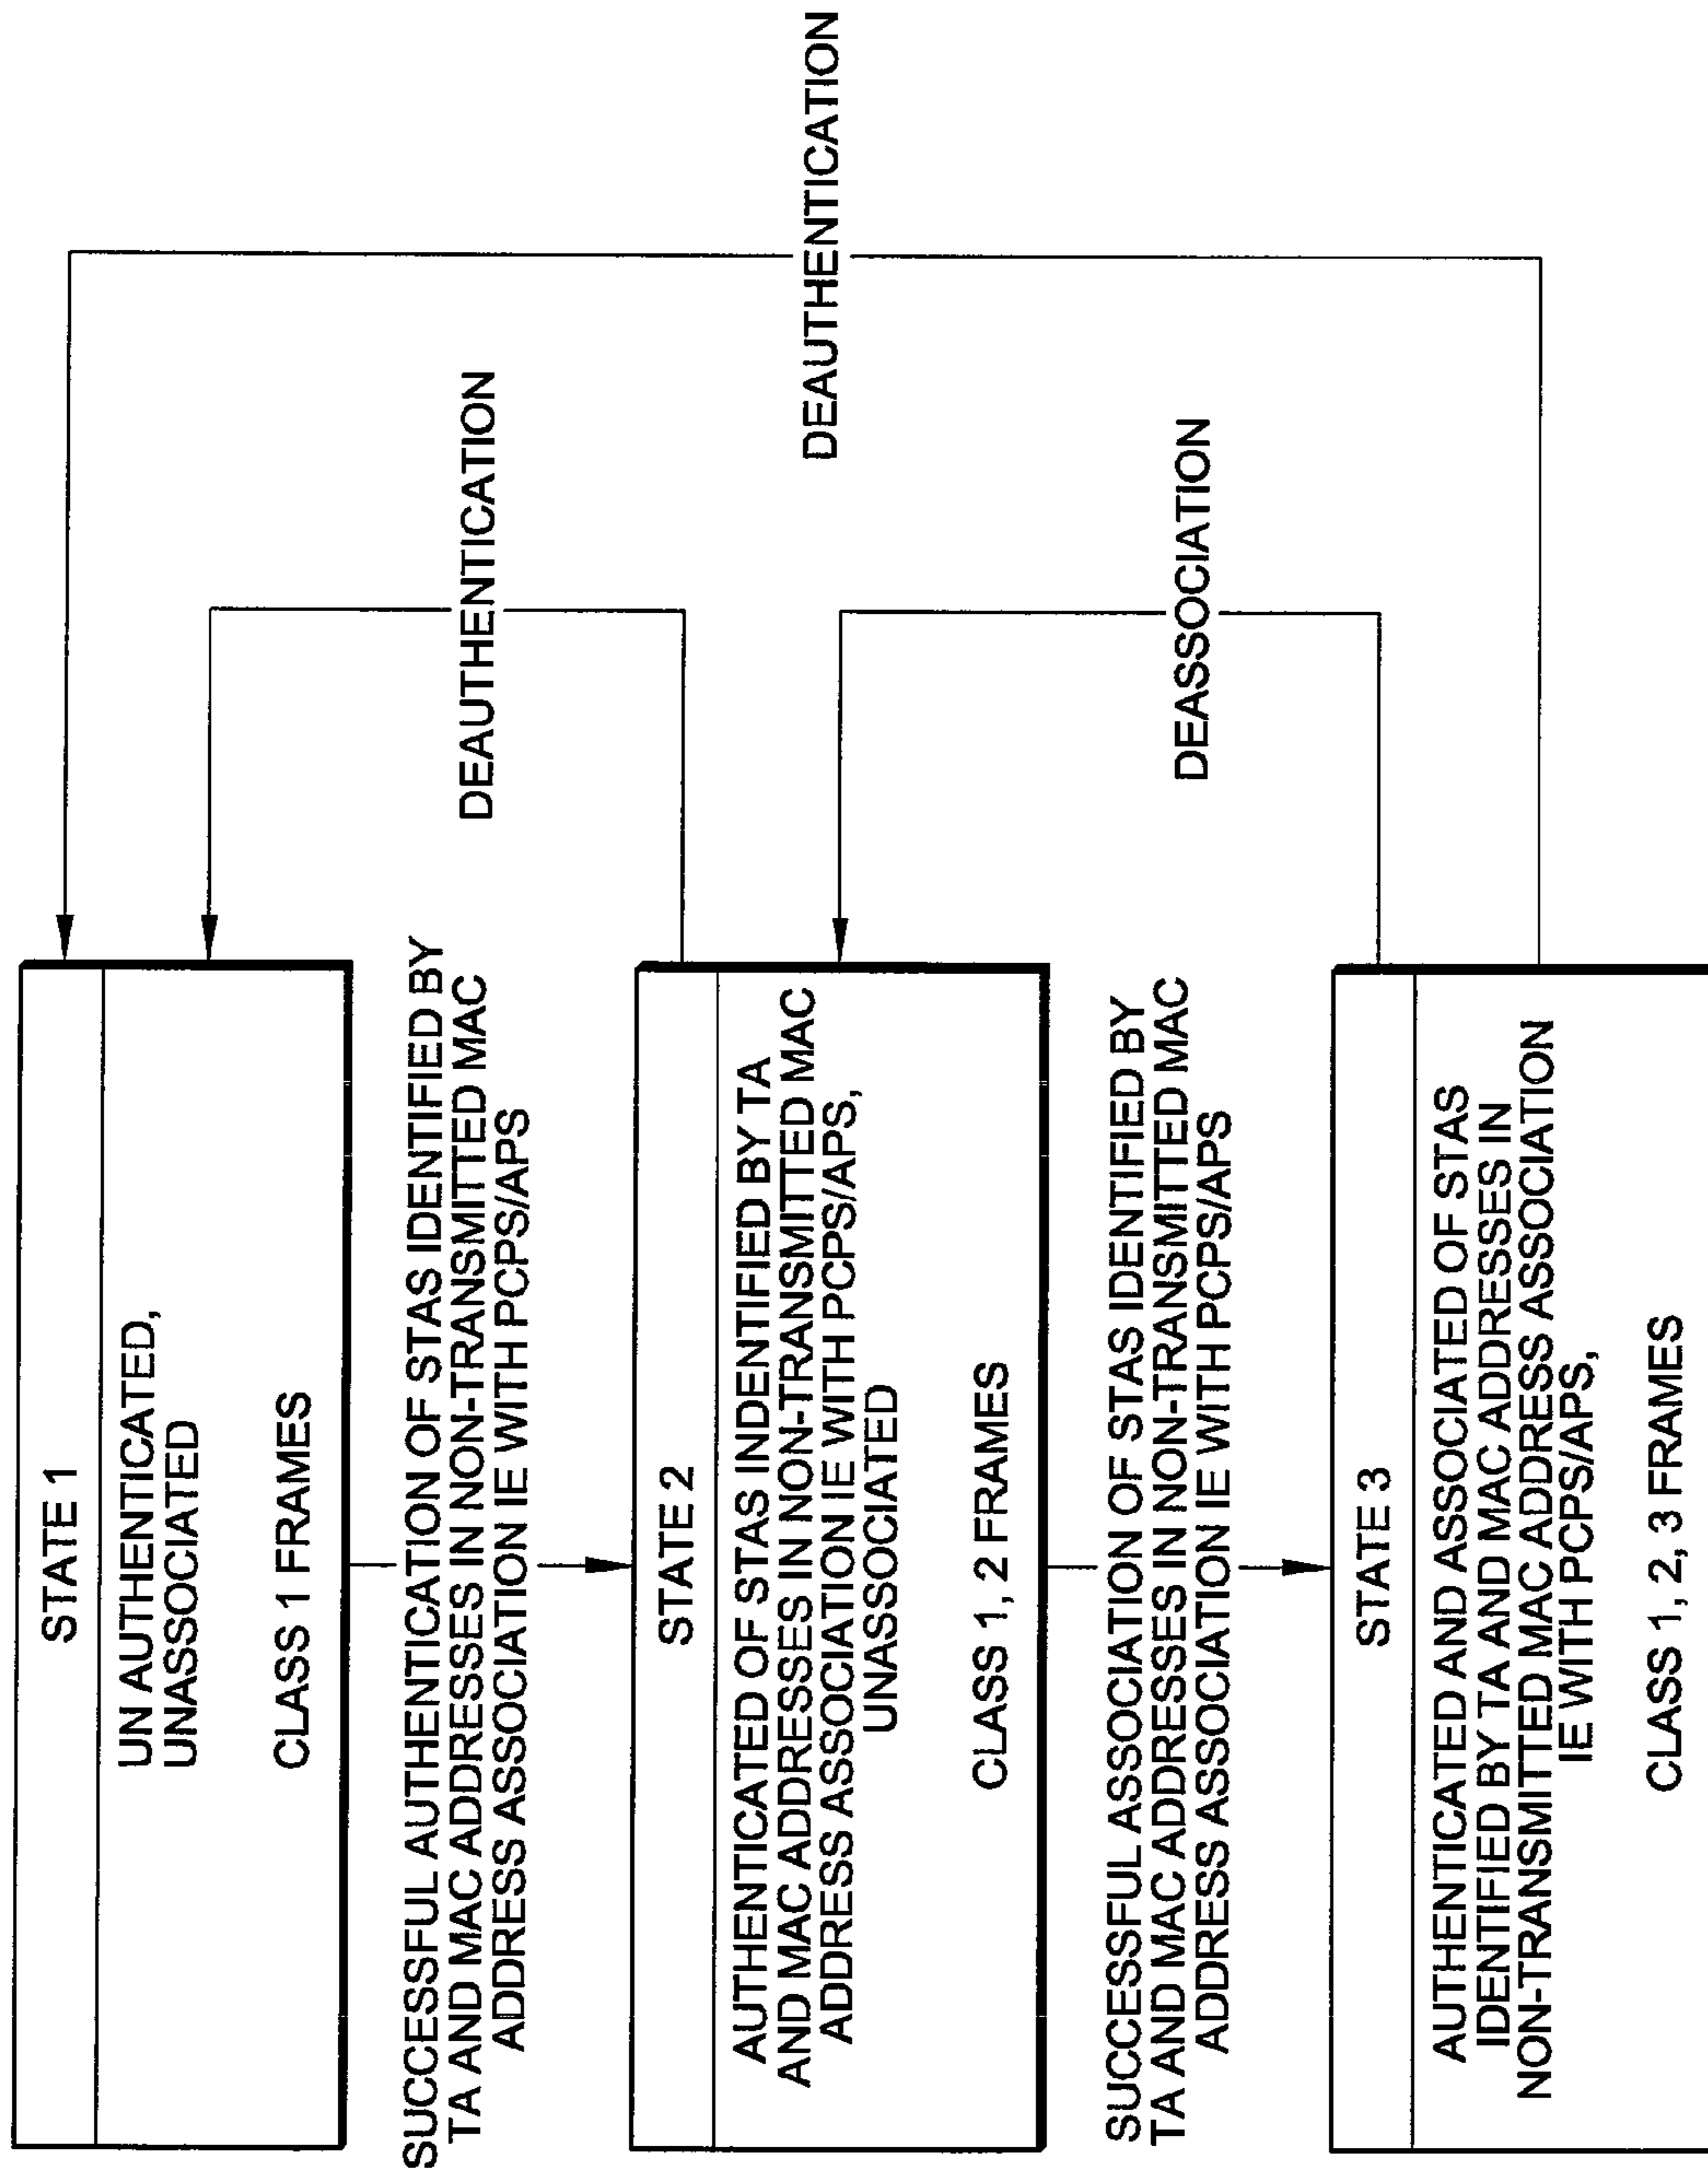 STATE 1
UN AUTHENTICATED,
UNASSOCIATED
CLASS 1 FRAMES
SUCCESSFUL AUTHENTICATION OF STAS IDENTIFIED BY
TA AND MAC ADDRESSES IN NON-TRANSMITTED MAC
ADDRESS ASSOCIATION IE WITH PCPS/APS
DEAUTHENTICATION
STATE 2
AUTHENTICATED OF STAS INDENTIFIED BY TA
AND MAC ADDRESSES IN NON-TRANSMITTED MAC
ADDRESS ASSOCIATION IE WITH PCPS/APS,
UNASSOCIATED
CLASS 1, 2 FRAMES
DEAUTHENTICATION
SUCCESSFUL ASSOCIATION OF STAS IDENTIFIED BY
TA AND MAC ADDRESSES IN NON-TRANSMITTED MAC
ADDRESS ASSOCIATION IE WITH PCPS/APS
DEASSOCIATION
STATE 3
AUTHENTICATED AND ASSOCIATED OF STAS
IDENTIFIED BY TA AND MAC ADDRESSES IN
NON-TRANSMITTED MAC ADDRESS ASSOCIATION
IE WITH PCPS/APS,
CLASS 1, 2, 3 FRAMES